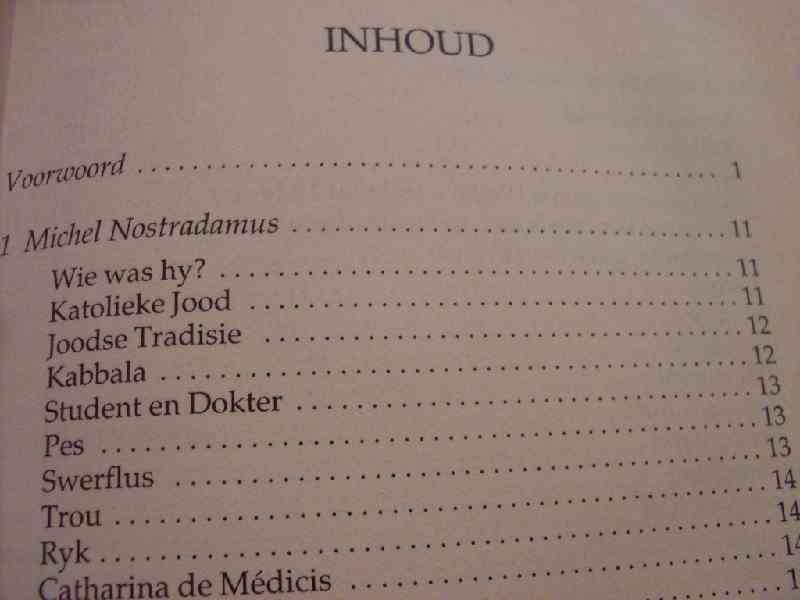 INHOUD
Voorwoord . . . . . . . . . . . . . . . . . . . . . . . . . . . . . . . . . . . . . . . . 1
1 Michel Nostradamus . . . . . . . . . . . . . . . . . . . . . . . . . . . . . . 11
Wie was hy? . . . . . . . . . . . . . . . . . . . . . . . . . . . . . . . . . . . . 11
Katolieke Jood . . . . . . . . . . . . . . . . . . . . . . . . . . . . . . . . . . 11
Joodse Tradisie . . . . . . . . . . . . . . . . . . . . . . . . . . . . . . . . . 12
Kabbala . . . . . . . . . . . . . . . . . . . . . . . . . . . . . . . . . . . . . . . 12
Student en Dokter . . . . . . . . . . . . . . . . . . . . . . . . . . . . . . . 13
Pes . . . . . . . . . . . . . . . . . . . . . . . . . . . . . . . . . . . . . . . . . . . 13
Swerflus . . . . . . . . . . . . . . . . . . . . . . . . . . . . . . . . . . . . . . 13
Trou . . . . . . . . . . . . . . . . . . . . . . . . . . . . . . . . . . . . . . . . . . 14
Ryk . . . . . . . . . . . . . . . . . . . . . . . . . . . . . . . . . . . . . . . . . . . 14
Catharina de Médicis . . . . . . . . . . . . . . . . . . . . . . . . . . . . 14